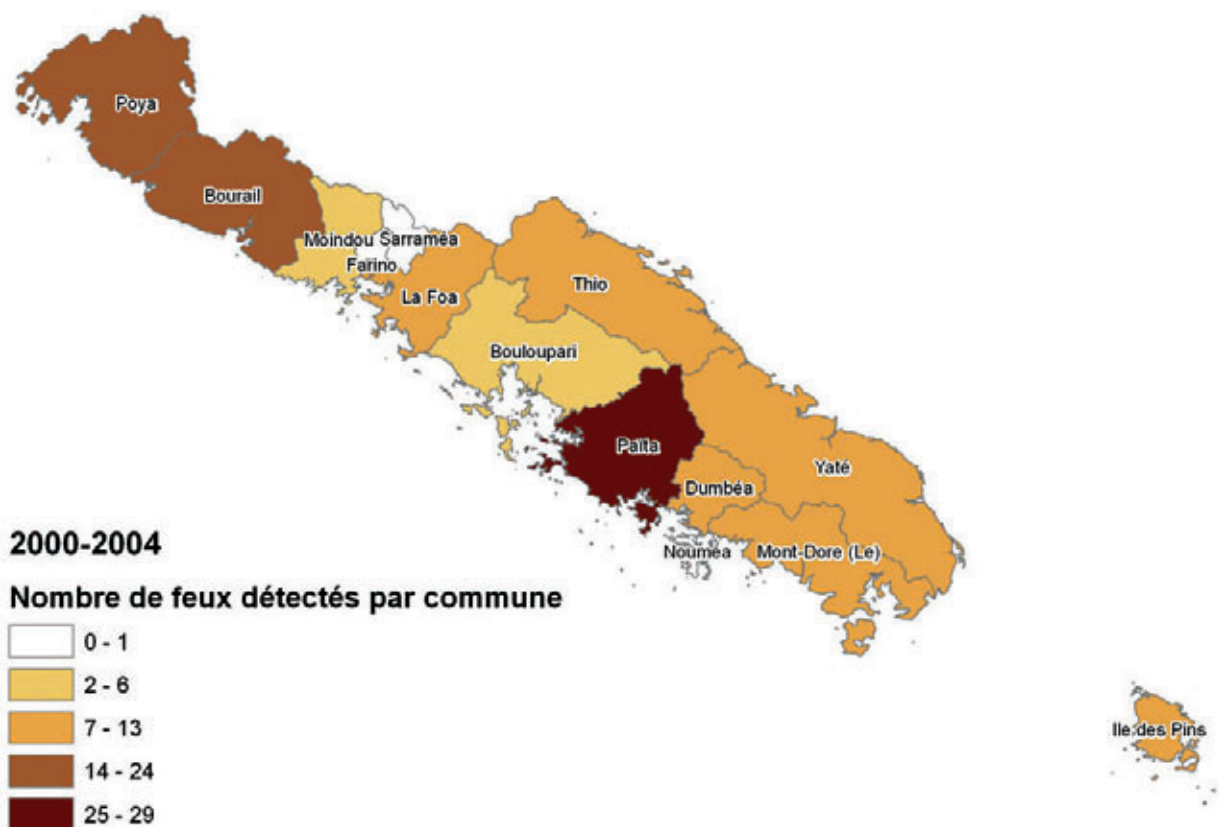 Poya
Bourail
Moindou
Sarraméa
Farino
La Foa
Thio
Bouloupari
Païta
Yaté
Dumbéa
Nouméa
Mont-Dore (Le)
Ile des Pins
2000-2004
Nombre de feux détectés par commune
0 - 1
2 - 6
7 - 13
14 - 24
25 - 29